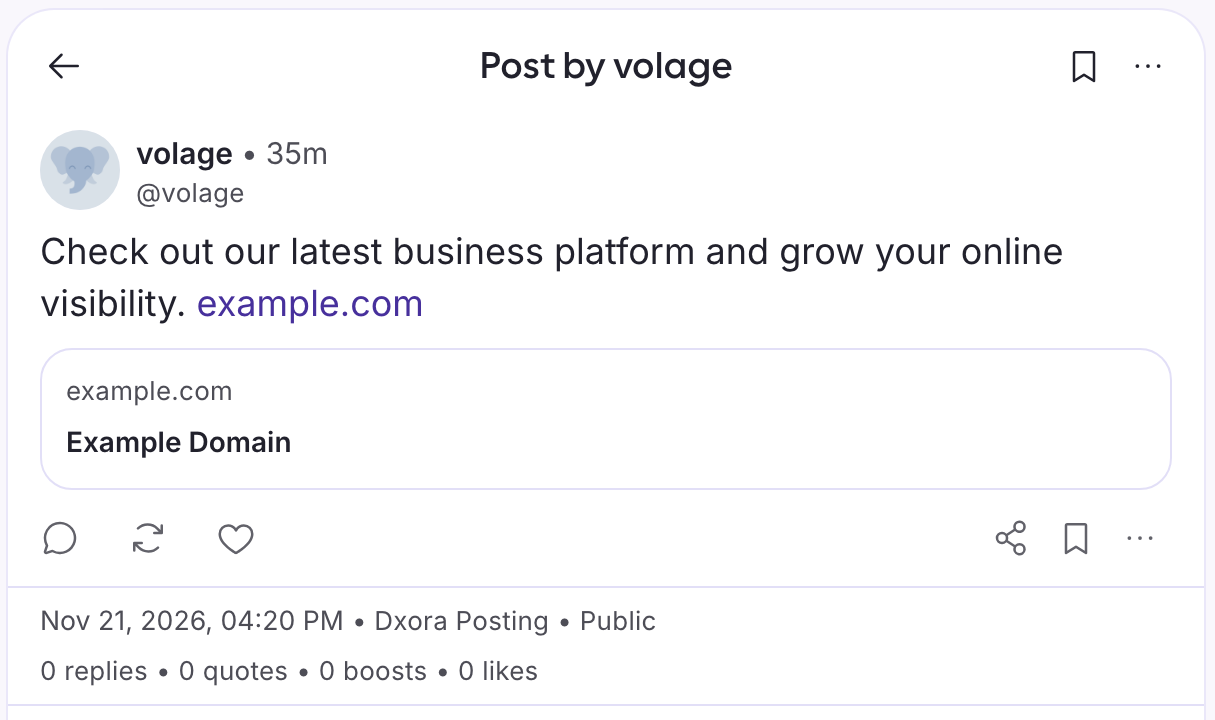 Post by volage
volage • 35m
@volage
Check out our latest business platform and grow your online
visibility. example.com
example.com
Example Domain
Nov 21, 2026, 04:20 PM • Dxora Posting • Public
0 replies • 0 quotes • 0 boosts • 0 likes